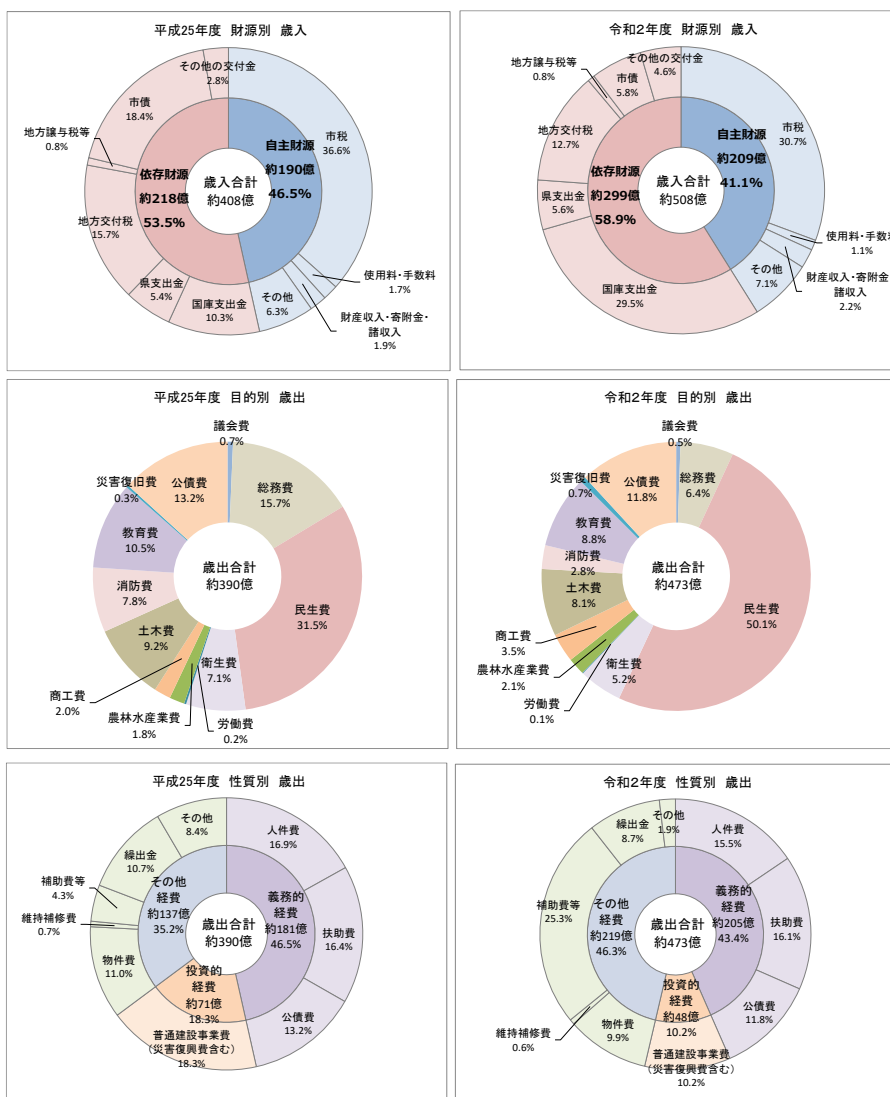 平成25年度 財源別 歳入
その他の交付金
2.8%
市債
18.4%
地方譲与税等
0.8%
地方交付税
15.7%
県支出金
5.4%
国庫支出金
10.3%
その他
6.3%
財産収入・寄附金・
諸収入
1.9%
使用料・手数料
1.7%
市税
36.6%
自主財源
約190億
46.5%
依存財源
約218億
53.5%
歳入合計
約408億
令和2年度 財源別 歳入
その他の交付金
4.6%
市債
5.8%
地方譲与税等
0.8%
地方交付税
12.7%
県支出金
5.6%
国庫支出金
29.5%
その他
7.1%
財産収入・寄附金・
諸収入
2.2%
使用料・手数料
1.1%
市税
30.7%
自主財源
約209億
41.1%
依存財源
約299億
58.9%
歳入合計
約508億
平成25年度 目的別 歳出
議会費
0.7%
総務費
15.7%
民生費
31.5%
衛生費
7.1%
労働費
0.2%
農林水産業費
1.8%
商工費
2.0%
土木費
9.2%
消防費
7.8%
教育費
10.5%
災害復旧費
0.3%
公債費
13.2%
歳出合計
約390億
令和2年度 目的別 歳出
議会費
0.5%
総務費
6.4%
民生費
50.1%
衛生費
5.2%
労働費
0.1%
農林水産業費
2.1%
商工費
3.5%
土木費
8.1%
消防費
2.8%
教育費
8.8%
災害復旧費
0.7%
公債費
11.8%
歳出合計
約473億
平成25年度 性質別 歳出
人件費
16.9%
扶助費
16.4%
公債費
13.2%
普通建設事業費
(災害復興費含む)
18.3%
物件費
11.0%
維持補修費
0.7%
補助費等
4.3%
繰出金
10.7%
その他
8.4%
義務的
経費
約181億
46.5%
投資的
経費
約71億
18.3%
その他
経費
約137億
35.2%
歳出合計
約390億
令和2年度 性質別 歳出
人件費
15.5%
扶助費
16.1%
公債費
11.8%
普通建設事業費
(災害復興費含む)
10.2%
物件費
9.9%
維持補修費
0.6%
補助費等
25.3%
繰出金
8.7%
その他
1.9%
義務的
経費
約205億
43.4%
投資的
経費
約48億
10.2%
その他
経費
約219億
46.3%
歳出合計
約473億